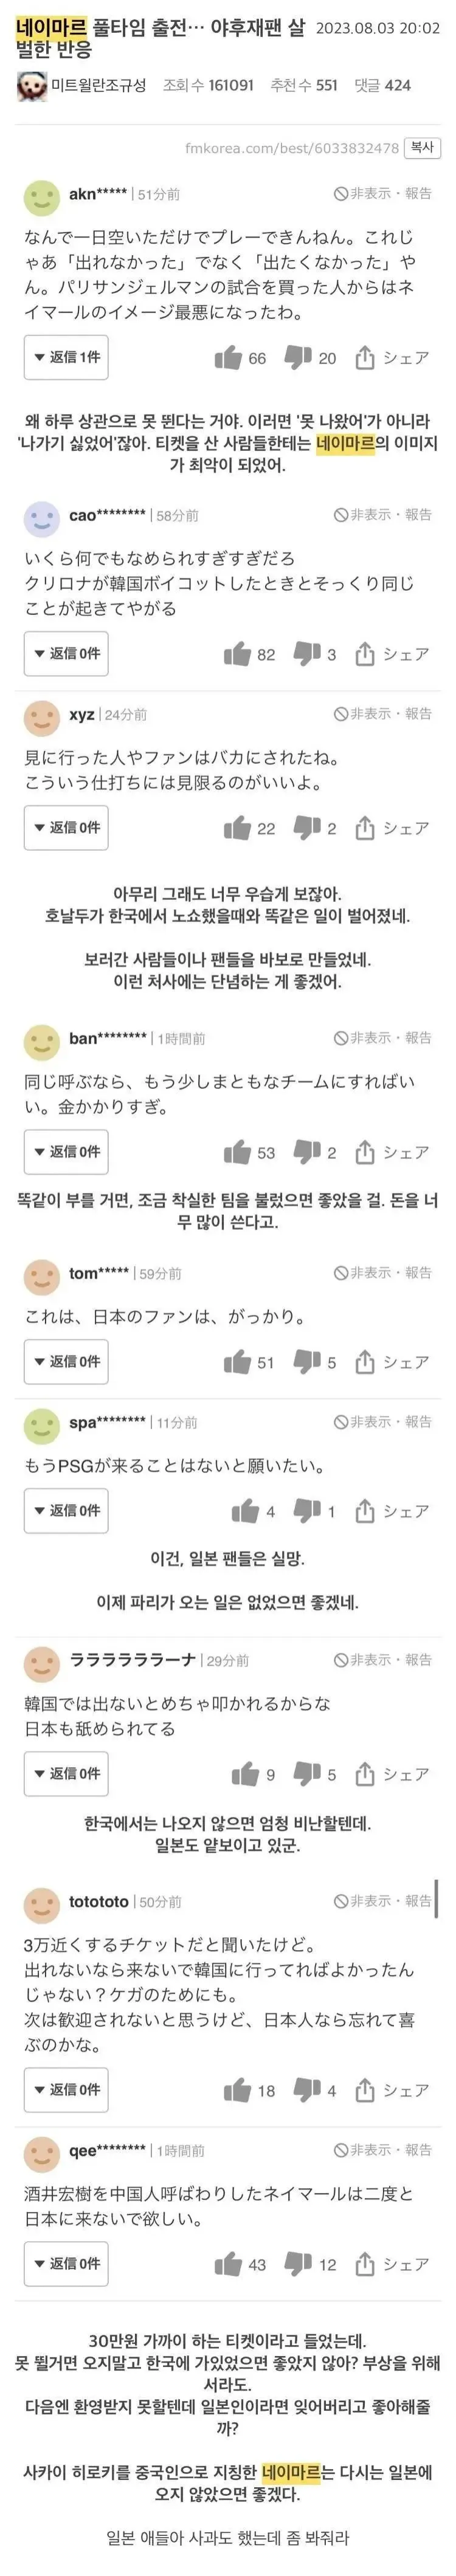 네이마르 풀타임 출전… 야후재팬 살
벌한 반응
2023.08.03 20:02
미트윌란조규성 조회 수 161091 추천 수 551 댓글 424
fmkorea.com/best/6033832478 복사
akn***** | 51分前 非表示・報告
なんで一日空いただけでプレーできんねん。これじ
ゃあ「出れなかった」でなく「出たくなかった」や
ん。パリサンジェルマンの試合を買った人からはネ
イマールのイメージ最悪になったわ。
▼ 返信1件 66 20 シェア
왜 하루 상관으로 못 뛴다는 거야. 이러면 '못 나왔어'가 아니라
'나가기 싫었어'잖아. 티켓을 산 사람들한테는 네이마르의 이미지
가 최악이 되었어.
cao******** | 58分前 非表示・報告
いくら何でもなめられすぎすぎだろ
クリロナが韓国ボイコットしたときとそっくり同じ
ことが起きてやがる
▼ 返信0件 82 3 シェア
xyz | 24分前 非表示・報告
見に行った人やファンはバカにされたね。
こういう仕打ちには見限るのがいいよ。
▼ 返信0件 22 2 シェア
아무리 그래도 너무 우습게 보잖아.
호날두가 한국에서 노쇼했을때와 똑같은 일이 벌어졌네.
보러간 사람들이나 팬들을 바보로 만들었네.
이런 처사에는 단념하는 게 좋겠어.
ban******** | 1時間前 非表示・報告
同じ呼ぶなら、もう少しまともなチームにすればい
い。金かかりすぎ。
▼ 返信0件 53 2 シェア
똑같이 부를 거면, 조금 착실한 팀을 불렀으면 좋았을 걸. 돈을 너
무 많이 쓴다고.
tom***** | 59分前 非表示・報告
これは、日本のファンは、がっかり。
▼ 返信0件 51 5 シェア
spa******** | 11分前 非表示・報告
もうPSGが来ることはないと願いたい。
▼ 返信0件 4 1 シェア
이건, 일본 팬들은 실망.
이제 파리가 오는 일은 없었으면 좋겠네.
ララララララーナ | 29分前 非表示・報告
韓国では出ないとめちゃ叩かれるからな
日本も舐められてる
▼ 返信0件 9 5 シェア
한국에서는 나오지 않으면 엄청 비난할텐데.
일본도 얕보이고 있군.
totototo | 50分前 非表示・報告
3万近くするチケットだと聞いたけど。
出れないなら来ないで韓国に行ってればよかったん
じゃない？ケガのためにも。
次は歓迎されないと思うけど、日本人なら忘れて喜
ぶのかな。
▼ 返信0件 18 4 シェア
qee******** | 1時間前 非表示・報告
酒井宏樹を中国人呼ばわりしたネイマールは二度と
日本に来ないで欲しい。
▼ 返信0件 43 12 シェア
30만원 가까이 하는 티켓이라고 들었는데.
못 뛸거면 오지말고 한국에 가있었으면 좋았지 않아? 부상을 위해
서라도.
다음엔 환영받지 못할텐데 일본인이라면 잊어버리고 좋아해줄
까?
사카이 히로키를 중국인으로 지칭한 네이마르는 다시는 일본에
오지 않았으면 좋겠다.
일본 애들아 사과도 했는데 좀 봐줘라